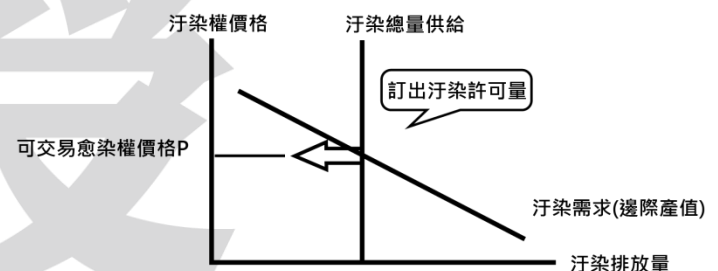 汙染權價格
汙染總量供給
訂出汙染許可量
可交易愈染權價格P
汙染需求(邊際產值)
汙染排放量